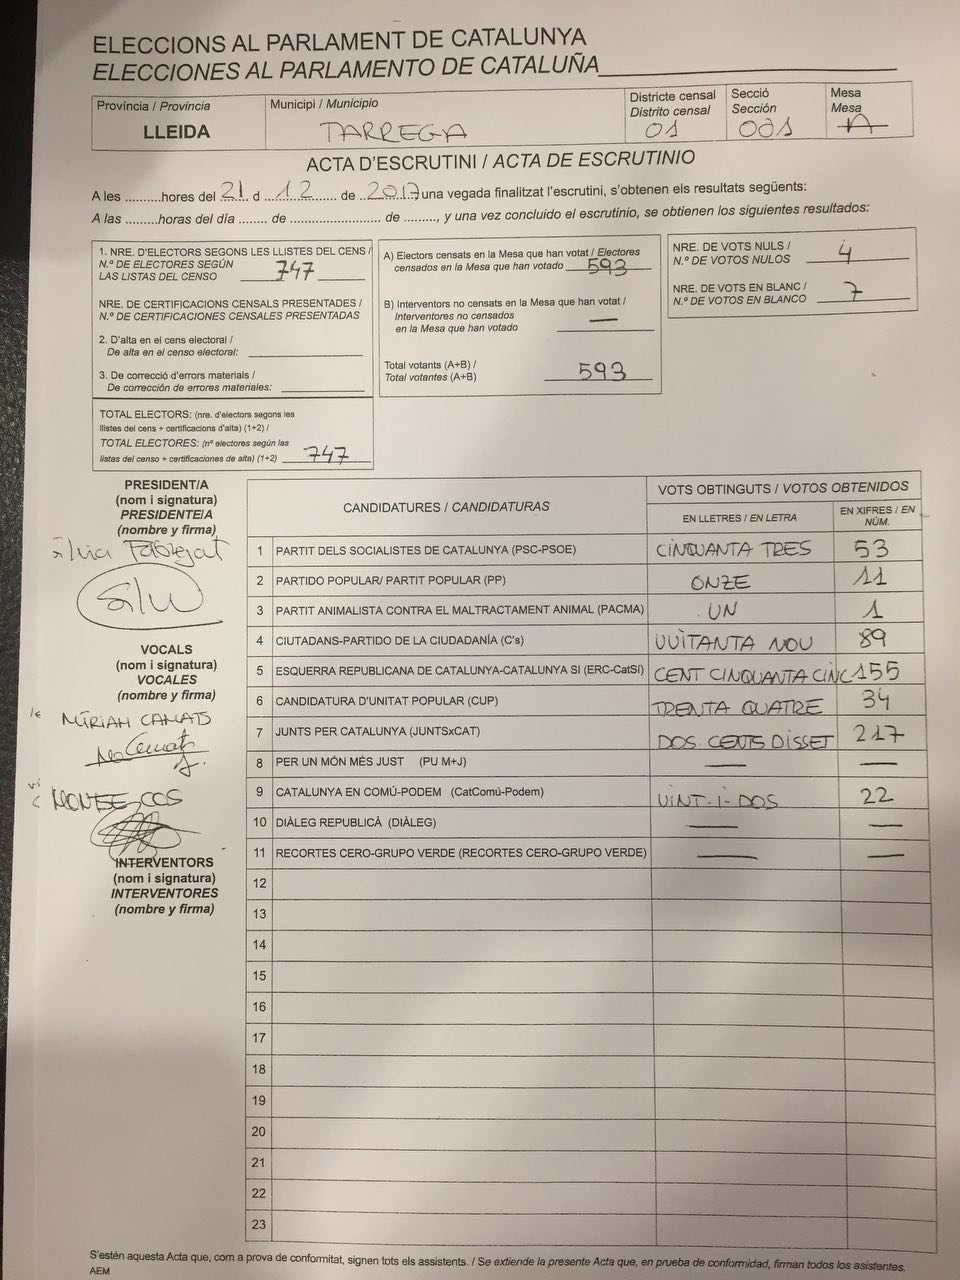 ELECCIONS AL PARLAMENT DE CATALUNYA
ELECCIONES AL PARLAMENTO DE CATALUÑA
Província / Provincia
LLEIDA
Municipi / Municipio
TARREGA
Districte censal
Distrito censal
01
Secció
Sección
001
Mesa
Mesa
A
ACTA D'ESCRUTINI / ACTA DE ESCRUTINIO
A les ..........hores del 21 d 12 de 2017 una vegada finalitzat l'escrutini, s'obtenen els resultats següents:
A las ..........horas del día ........ de ........................ de ........., y una vez concluido el escrutinio, se obtienen los siguientes resultados:
1. NRE. D'ELECTORS SEGONS LES LLISTES DEL CENS /
N.º DE ELECTORES SEGÚN
LAS LISTAS DEL CENSO 747
NRE. DE CERTIFICACIONS CENSALS PRESENTADES /
N.º DE CERTIFICACIONES CENSALES PRESENTADAS
2. D'alta en el cens electoral /
De alta en el censo electoral:
3. De correcció d'errors materials /
De corrección de errores materiales:
TOTAL ELECTORS: (nre. d'electors segons les
llistes del cens + certificacions d'alta) (1+2) /
TOTAL ELECTORES: (nº electores según las
listas del censo + certificaciones de alta) (1+2) 747
A) Electors censats en la Mesa que han votat / Electores
censados en la Mesa que han votado 593
B) Interventors no censats en la Mesa que han votat /
Interventores no censados
en la Mesa que han votado —
Total votants (A+B) /
Total votantes (A+B) 593
NRE. DE VOTS NULS /
N.º DE VOTOS NULOS 4
NRE. DE VOTS EN BLANC /
N.º DE VOTOS EN BLANCO 7
PRESIDENT/A
(nom i signatura)
PRESIDENTE/A
(nombre y firma)
Sílvia Fabregat
Silu
VOCALS
(nom i signatura)
VOCALES
(nombre y firma)
MÍRIAM CAMATS
Camats
MONTSE COS
INTERVENTORS
(nom i signatura)
INTERVENTORES
(nombre y firma)
CANDIDATURES / CANDIDATURAS
VOTS OBTINGUTS / VOTOS OBTENIDOS
EN LLETRES / EN LETRA
EN XIFRES / EN NÚM.
1 PARTIT DELS SOCIALISTES DE CATALUNYA (PSC-PSOE) CINQUANTA TRES 53
2 PARTIDO POPULAR/ PARTIT POPULAR (PP) ONZE 11
3 PARTIT ANIMALISTA CONTRA EL MALTRACTAMENT ANIMAL (PACMA) UN 1
4 CIUTADANS-PARTIDO DE LA CIUDADANÍA (C's) VUITANTA NOU 89
5 ESQUERRA REPUBLICANA DE CATALUNYA-CATALUNYA SI (ERC-CatSí) CENT CINQUANTA CINC 155
6 CANDIDATURA D'UNITAT POPULAR (CUP) TRENTA QUATRE 34
7 JUNTS PER CATALUNYA (JUNTSxCAT) DOS CENTS DISSET 217
8 PER UN MÓN MÉS JUST (PU M+J) — —
9 CATALUNYA EN COMÚ-PODEM (CatComú-Podem) VINT-I-DOS 22
10 DIÀLEG REPUBLICÀ (DIÀLEG) — —
11 RECORTES CERO-GRUPO VERDE (RECORTES CERO-GRUPO VERDE) — —
12
13
14
15
16
17
18
19
20
21
22
23
S'estén aquesta Acta que, com a prova de conformitat, signen tots els assistents. / Se extiende la presente Acta que, en prueba de conformidad, firman todos los asistentes.
AEM